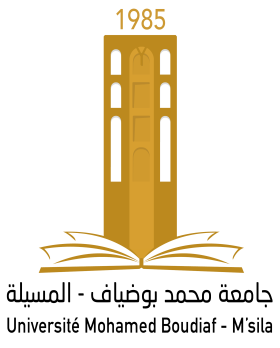 1985
جامعة محمد بوضياف - المسيلة
Université Mohamed Boudiaf - M'sila